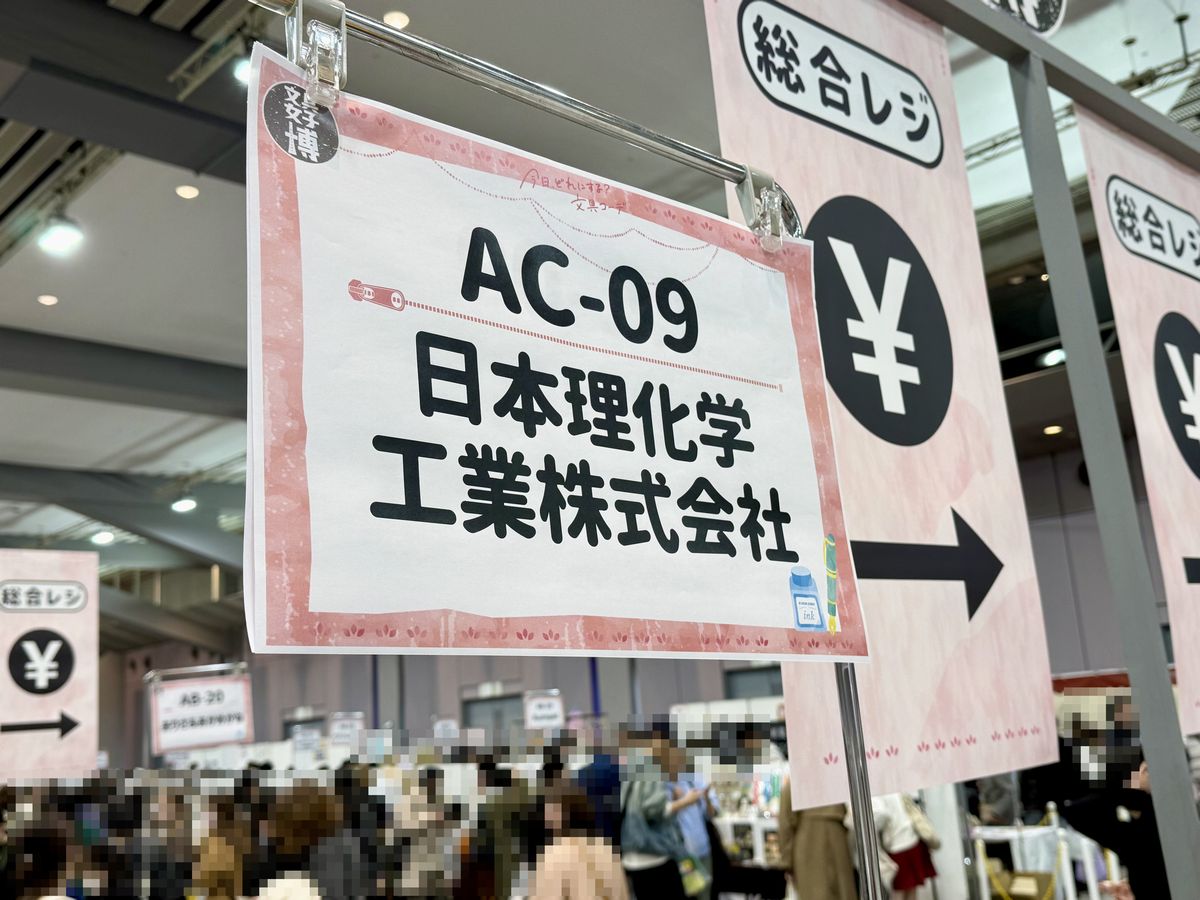 文具女子博
今日どれにする?
文具コーデ
AC-09
日本理化学
工業株式会社
ink
総合レジ
¥
総合レジ
¥
総合レジ
¥
AB-20